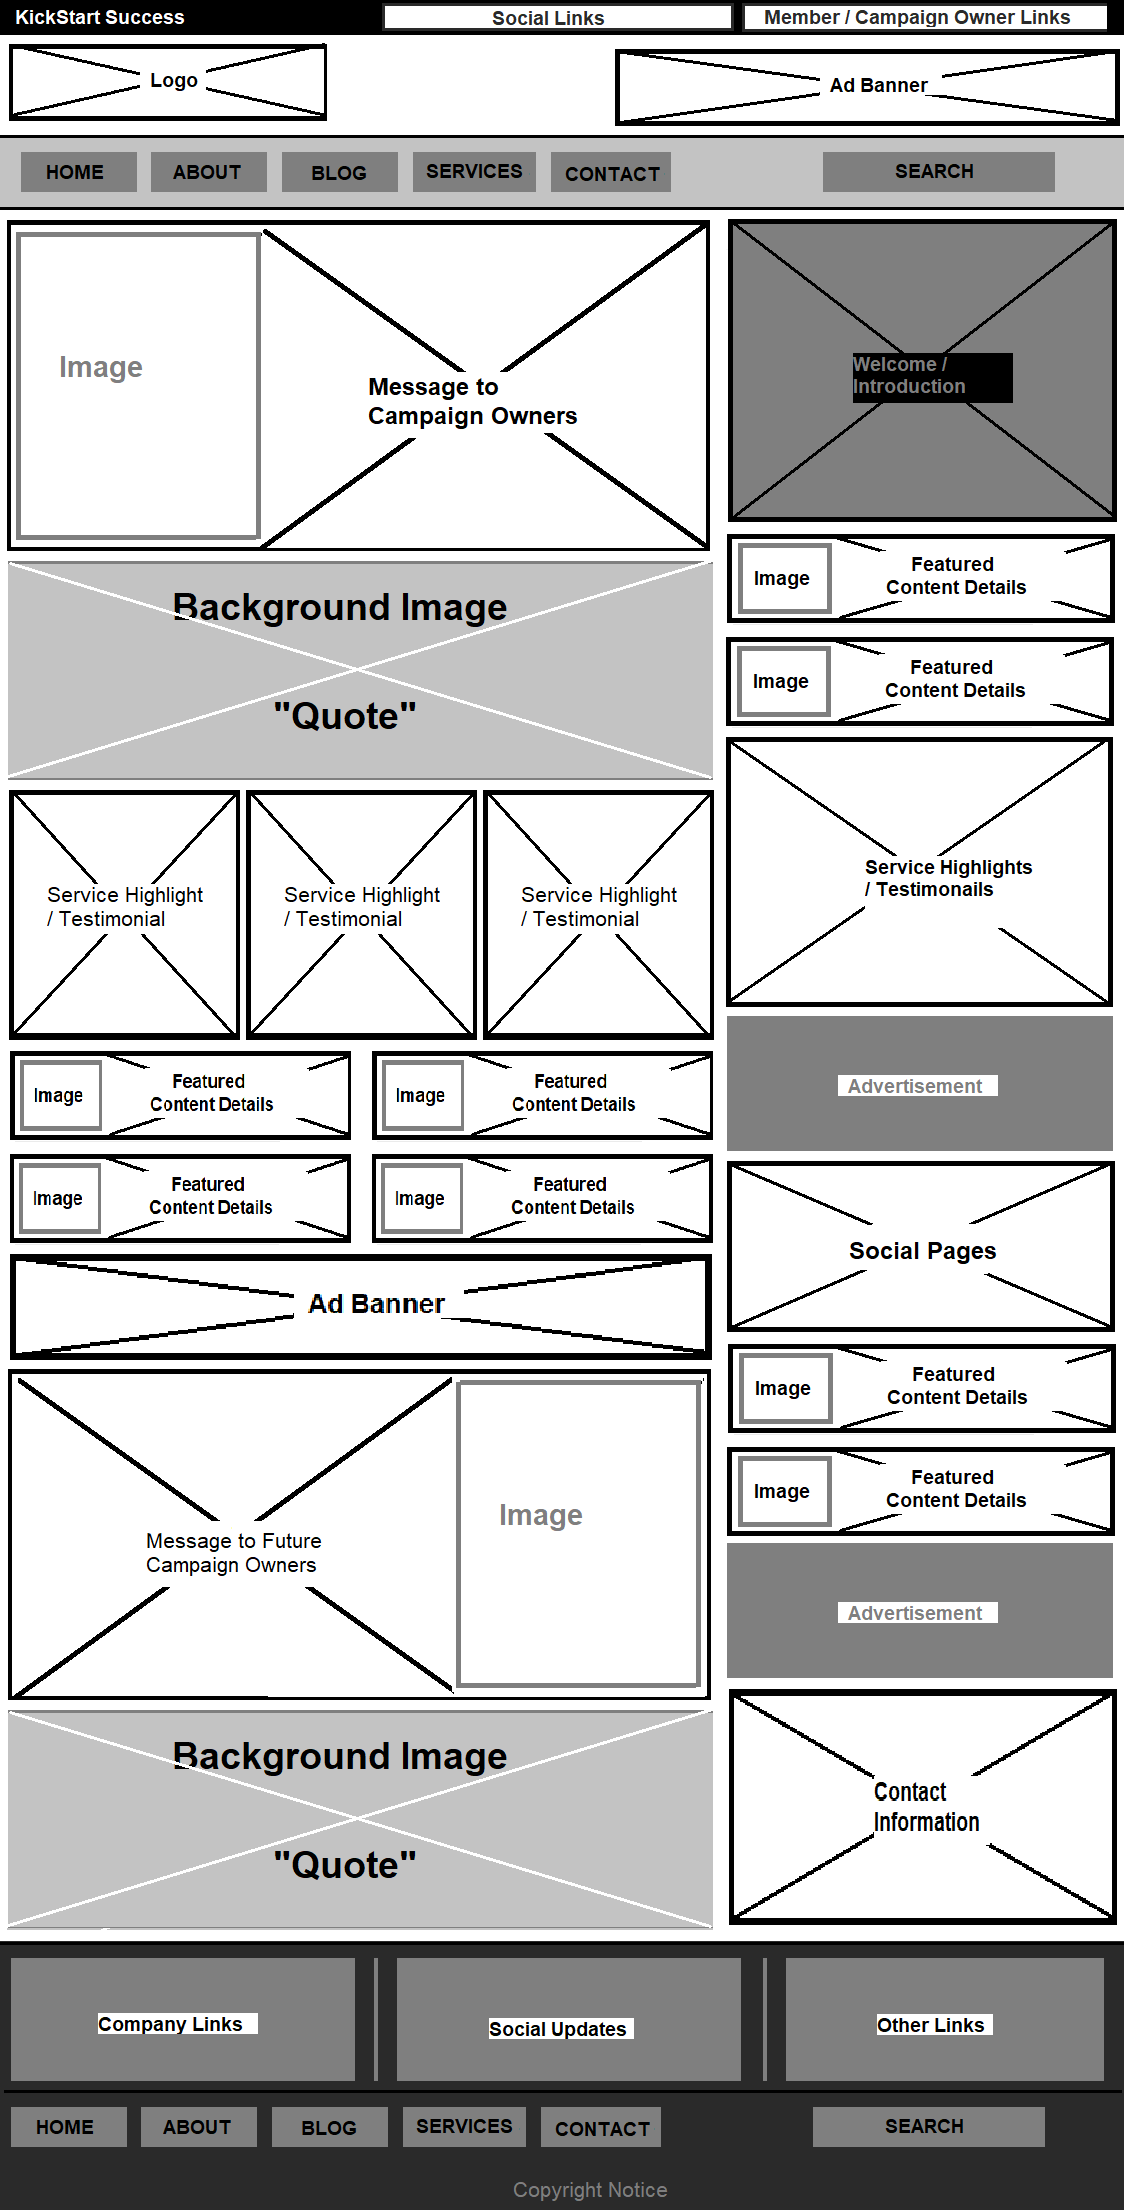 KickStart Success
Social Links
Member / Campaign Owner Links
Logo
Ad Banner
HOME
ABOUT
BLOG
SERVICES
CONTACT
SEARCH
Image
Message to
Campaign Owners
Background Image
"Quote"
Service Highlight
/ Testimonial
Service Highlight
/ Testimonial
Service Highlight
/ Testimonial
Image
Featured
Content Details
Image
Featured
Content Details
Image
Featured
Content Details
Image
Featured
Content Details
Ad Banner
Message to Future
Campaign Owners
Image
Background Image
"Quote"
Welcome /
Introduction
Image
Featured
Content Details
Image
Featured
Content Details
Service Highlights
/ Testimonails
Advertisement
Social Pages
Image
Featured
Content Details
Image
Featured
Content Details
Advertisement
Contact
Information
Company Links
Social Updates
Other Links
HOME
ABOUT
BLOG
SERVICES
CONTACT
SEARCH
Copyright Notice